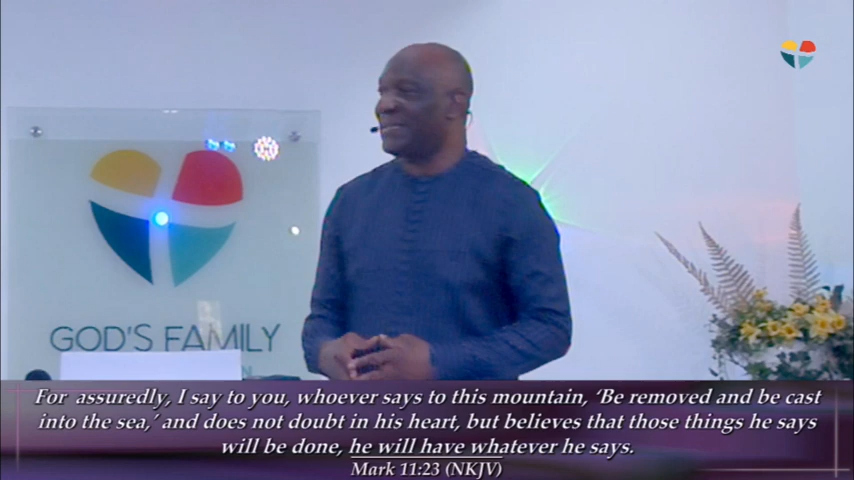 GOD'S FAMILY
For assuredly, I say to you, whoever says to this mountain, ‘Be removed and be cast
into the sea,’ and does not doubt in his heart, but believes that those things he says
will be done, he will have whatever he says.
Mark 11:23 (NKJV)